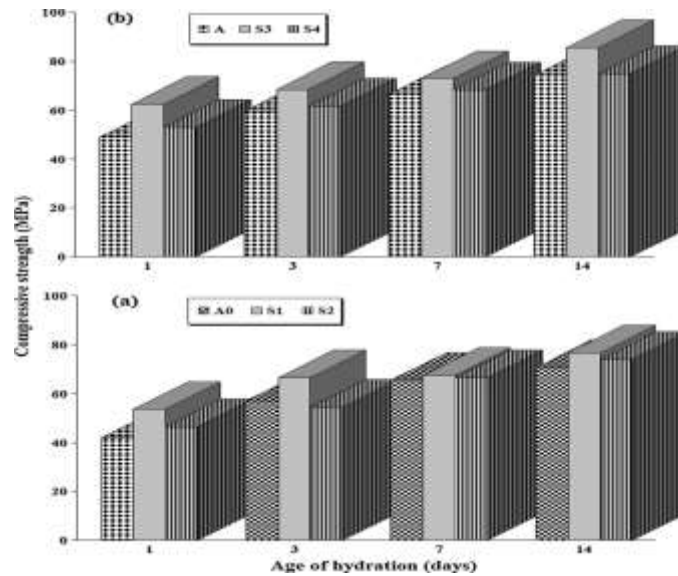 (b)
A S3 S4
100
80
60
40
20
0
1 3 7 14
Compressive strength (MPa)
(a)
A0 S1 S2
100
80
60
40
20
0
1 3 7 14
Age of hydration (days)